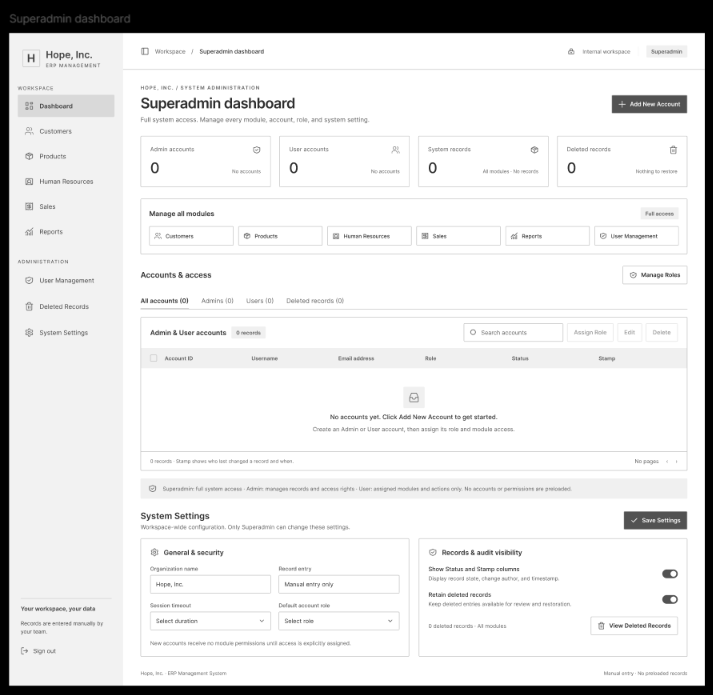 Superadmin dashboard
H
Hope, Inc.
ERP MANAGEMENT
WORKSPACE
Dashboard
Customers
Products
Human Resources
Sales
Reports
ADMINISTRATION
User Management
Deleted Records
System Settings
Your workspace, your data
Records are entered manually by
your team.
Sign out
Workspace / Superadmin dashboard
Internal workspace
Superadmin
HOPE, INC. / SYSTEM ADMINISTRATION
Superadmin dashboard
Full system access. Manage every module, account, role, and system setting.
Add New Account
Admin accounts
0
No accounts
User accounts
0
No accounts
System records
0
All modules · No records
Deleted records
0
Nothing to restore
Manage all modules
Full access
Customers
Products
Human Resources
Sales
Reports
User Management
Accounts & access
Manage Roles
All accounts (0) Admins (0) Users (0) Deleted records (0)
Admin & User accounts
0 records
Search accounts
Assign Role
Edit
Delete
Account ID Username Email address Role Status Stamp
No accounts yet. Click Add New Account to get started.
Create an Admin or User account, then assign its role and module access.
0 records · Stamp shows who last changed a record and when.
No pages ‹ ›
Superadmin: full system access · Admin: manages records and access rights · User: assigned modules and actions only. No accounts or permissions are preloaded.
System Settings
Workspace-wide configuration. Only Superadmin can change these settings.
Save Settings
General & security
Organization name
Hope, Inc.
Record entry
Manual entry only
Session timeout
Select duration
Default account role
Select role
New accounts receive no module permissions until access is explicitly assigned.
Records & audit visibility
Show Status and Stamp columns
Display record state, change author, and timestamp.
Retain deleted records
Keep deleted entries available for review and restoration.
0 deleted records · All modules
View Deleted Records
Hope, Inc. · ERP Management System
Manual entry · No preloaded records